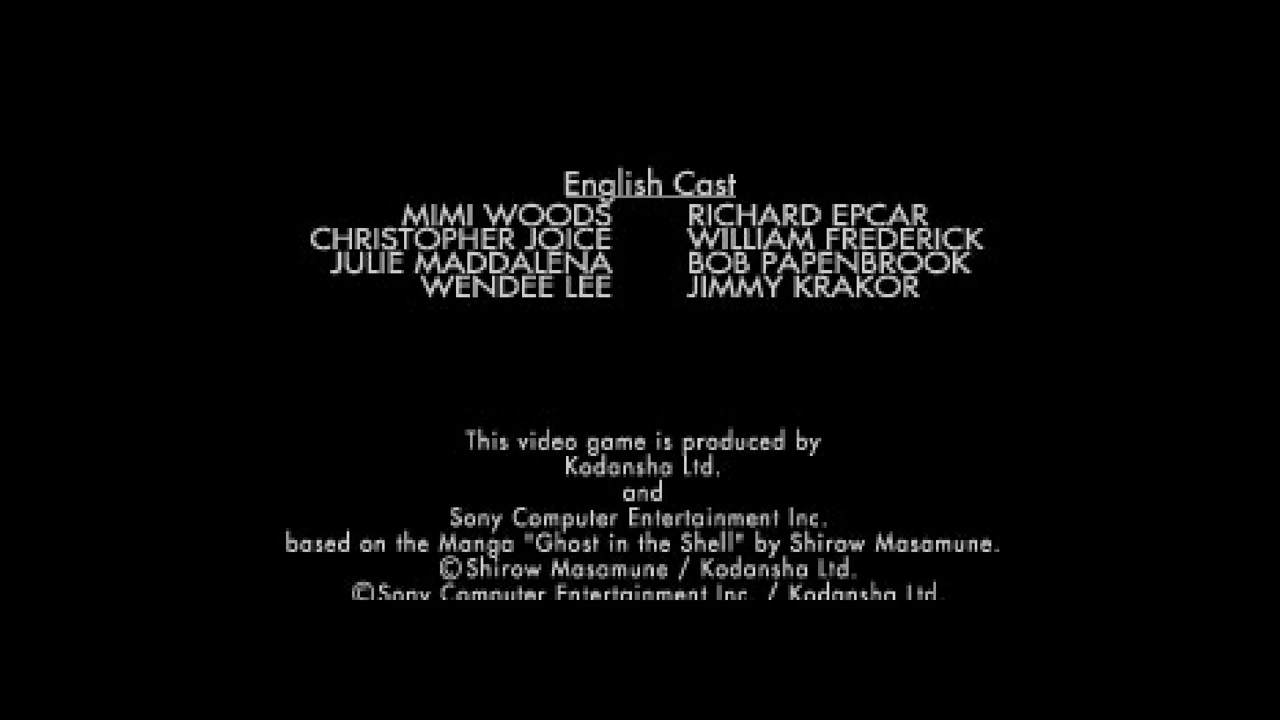 English Cast
MIMI WOODS RICHARD EPCAR
CHRISTOPHER JOICE WILLIAM FREDERICK
JULIE MADDALENA BOB PAPENBROOK
WENDEE LEE JIMMY KRAKOR
This video game is produced by
Kodansha Ltd.
and
Sony Computer Entertainment Inc.
based on the Manga "Ghost in the Shell" by Shirow Masamune.
©Shirow Masamune / Kodansha Ltd.
©Sony Computer Entertainment Inc. / Kodansha Ltd.